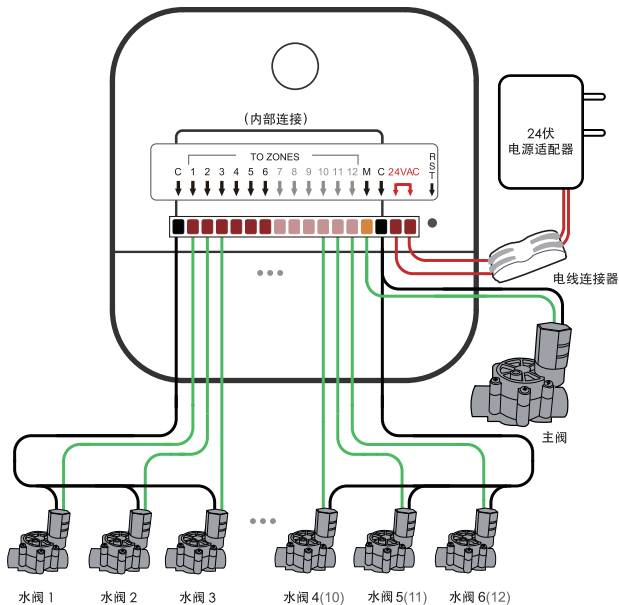 (内部连接)
TO ZONES
RST
C 1 2 3 4 5 6 7 8 9 10 11 12 M C 24VAC
24伏
电源适配器
电线连接器
主阀
水阀 1
水阀 2
水阀 3
水阀 4(10)
水阀 5(11)
水阀 6(12)